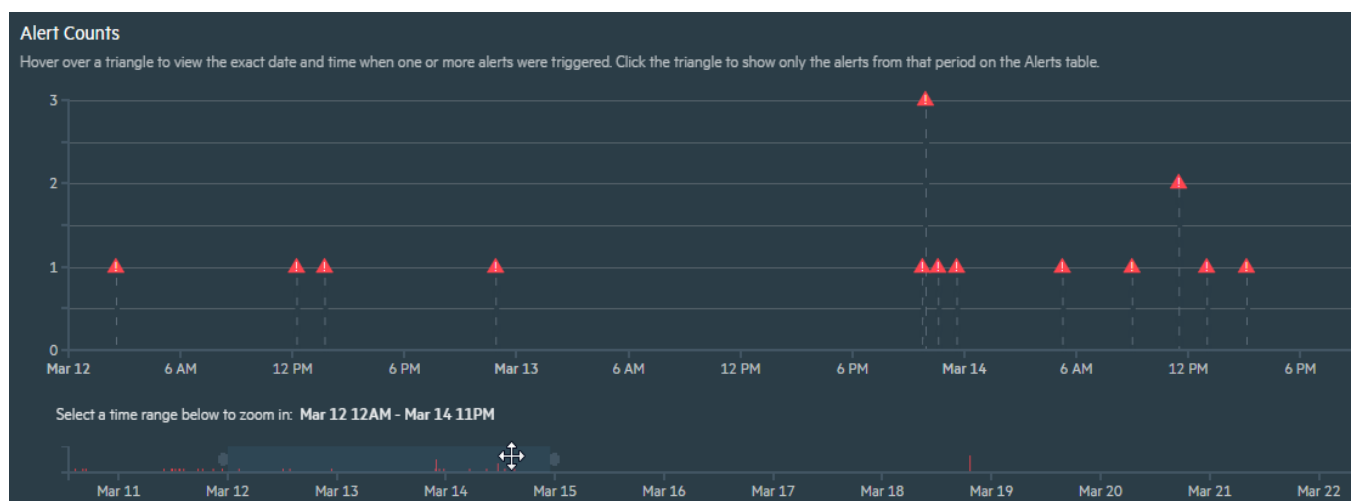 Alert Counts
Hover over a triangle to view the exact date and time when one or more alerts were triggered. Click the triangle to show only the alerts from that period on the Alerts table.
3
2
1
0
Mar 12 6 AM 12 PM 6 PM Mar 13 6 AM 12 PM 6 PM Mar 14 6 AM 12 PM 6 PM
Select a time range below to zoom in: Mar 12 12AM - Mar 14 11PM
Mar 11 Mar 12 Mar 13 Mar 14 Mar 15 Mar 16 Mar 17 Mar 18 Mar 19 Mar 20 Mar 21 Mar 22